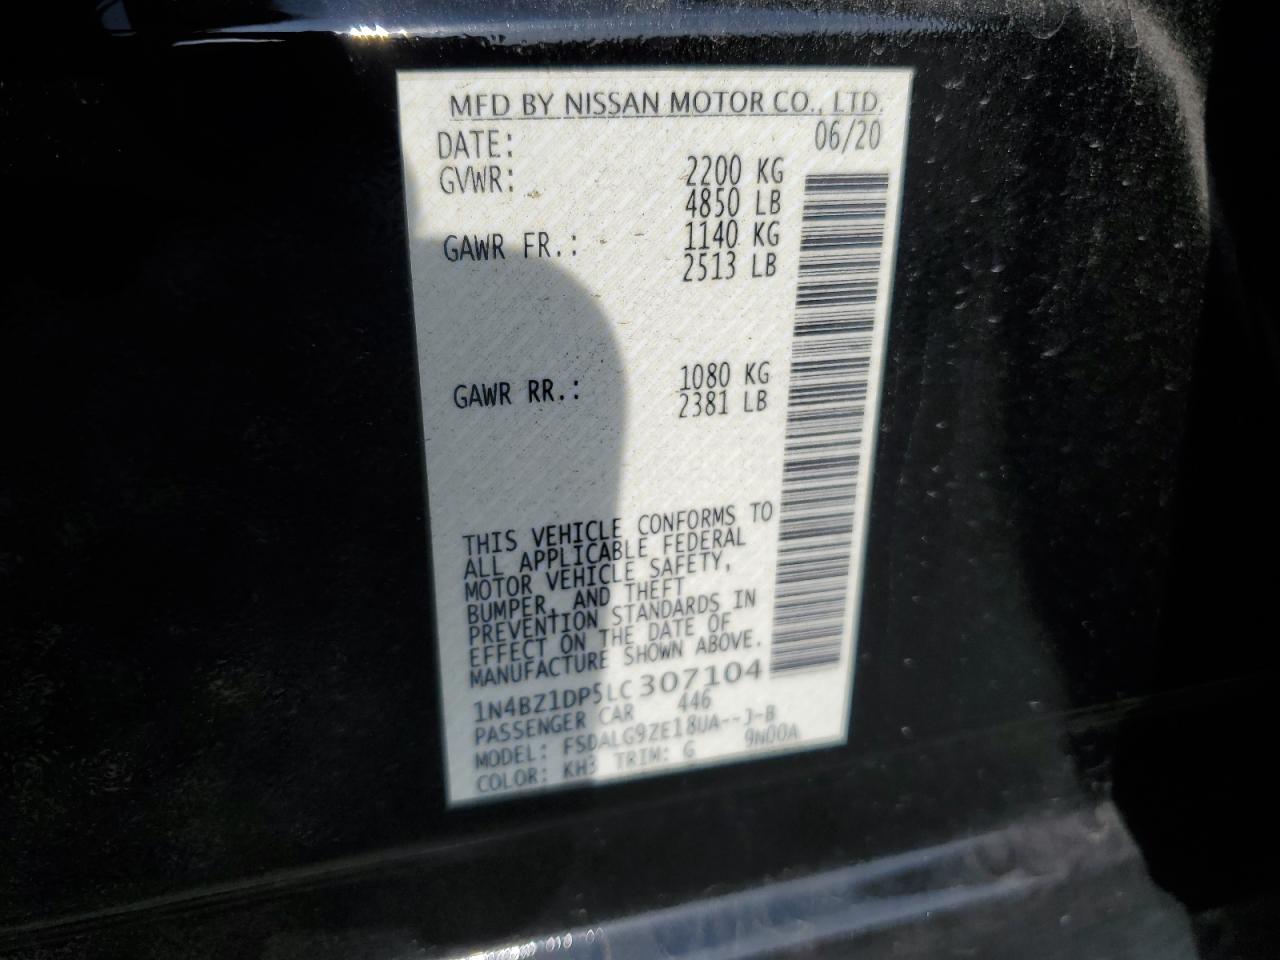 MFD BY NISSAN MOTOR CO., LTD.
DATE: 06/20
GVWR: 2200 KG
4850 LB
GAWR FR.: 1140 KG
2513 LB
GAWR RR.: 1080 KG
2381 LB
THIS VEHICLE CONFORMS TO
ALL APPLICABLE FEDERAL
MOTOR VEHICLE SAFETY,
BUMPER, AND THEFT
PREVENTION STANDARDS IN
EFFECT ON THE DATE OF
MANUFACTURE SHOWN ABOVE.
1N4BZ1DP5LC307104
PASSENGER CAR 446
MODEL: FSDALG9ZE18UA--J-B
COLOR: KH3 TRIM: G 9N00A